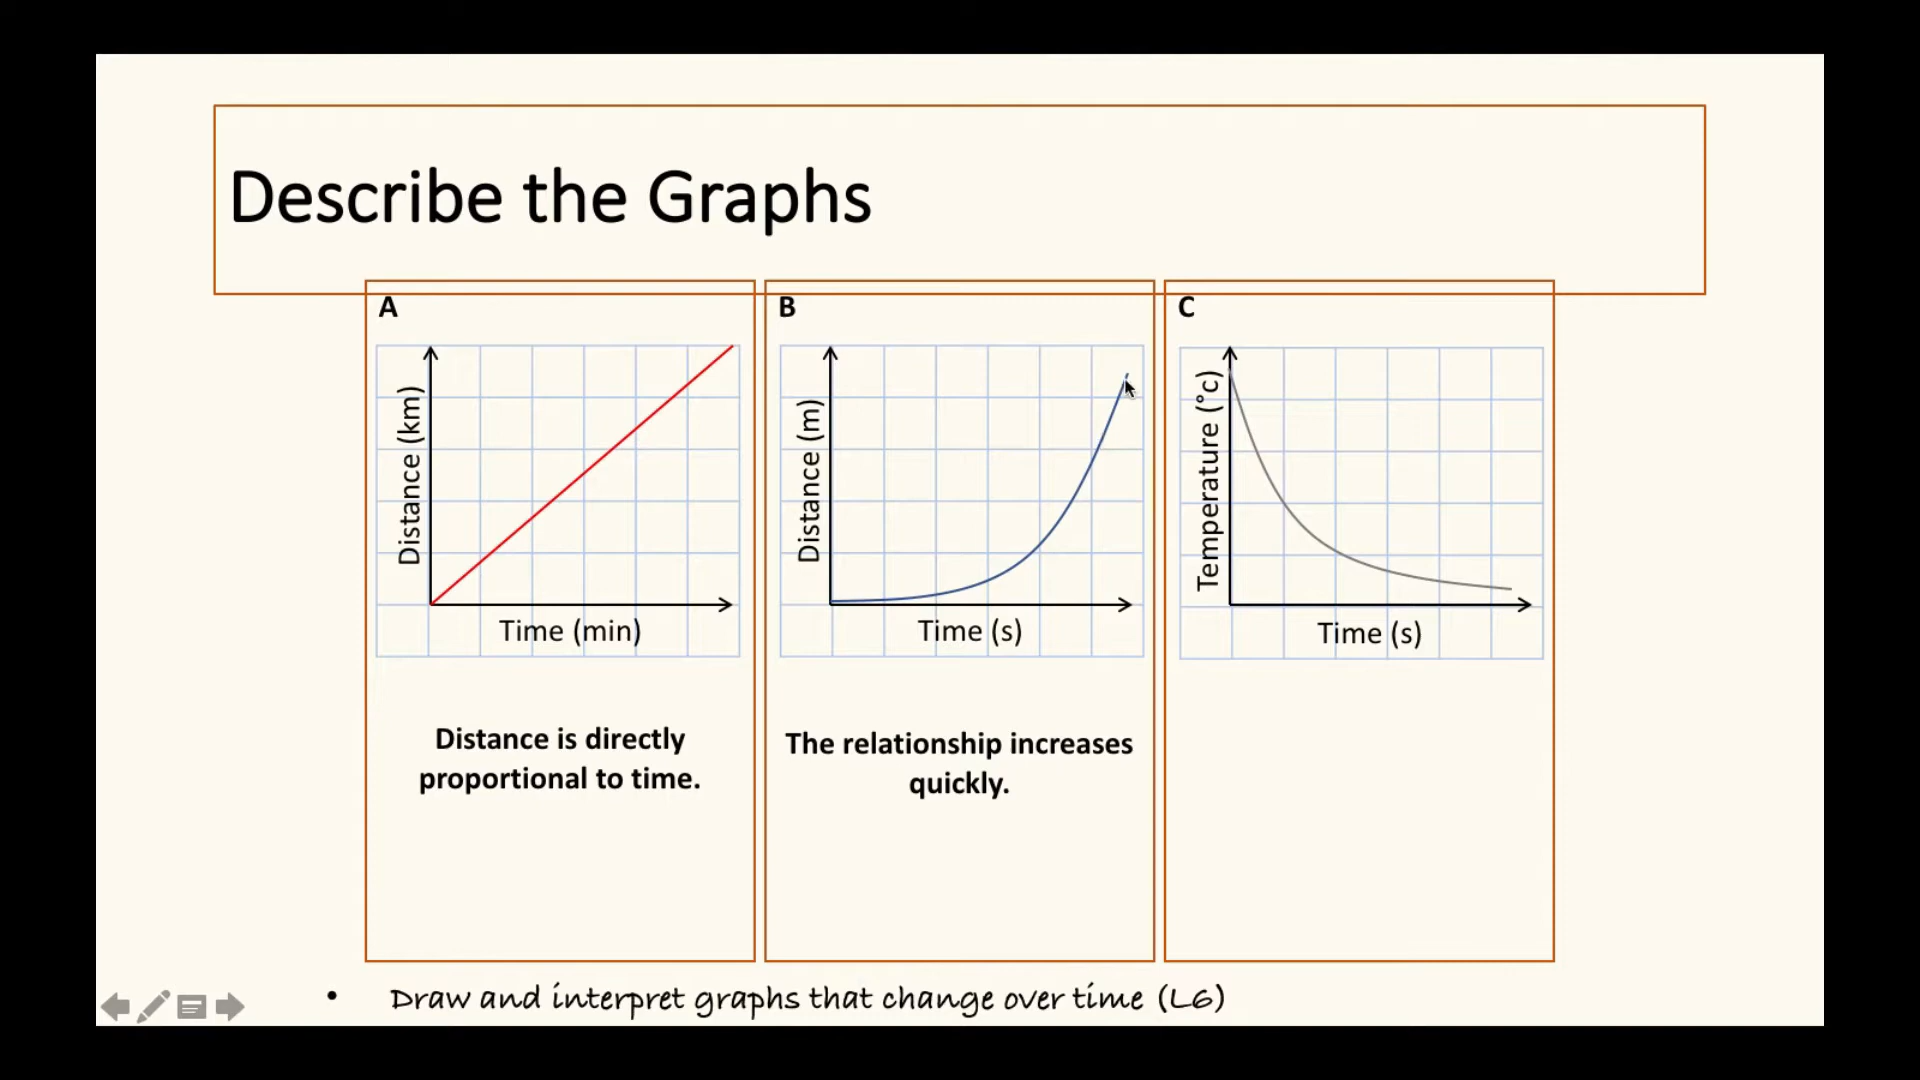 Describe the Graphs
A
B
C
Distance (km)
Time (min)
Distance (m)
Time (s)
Temperature (°c)
Time (s)
Distance is directly
proportional to time.
The relationship increases
quickly.
• Draw and interpret graphs that change over time (L6)